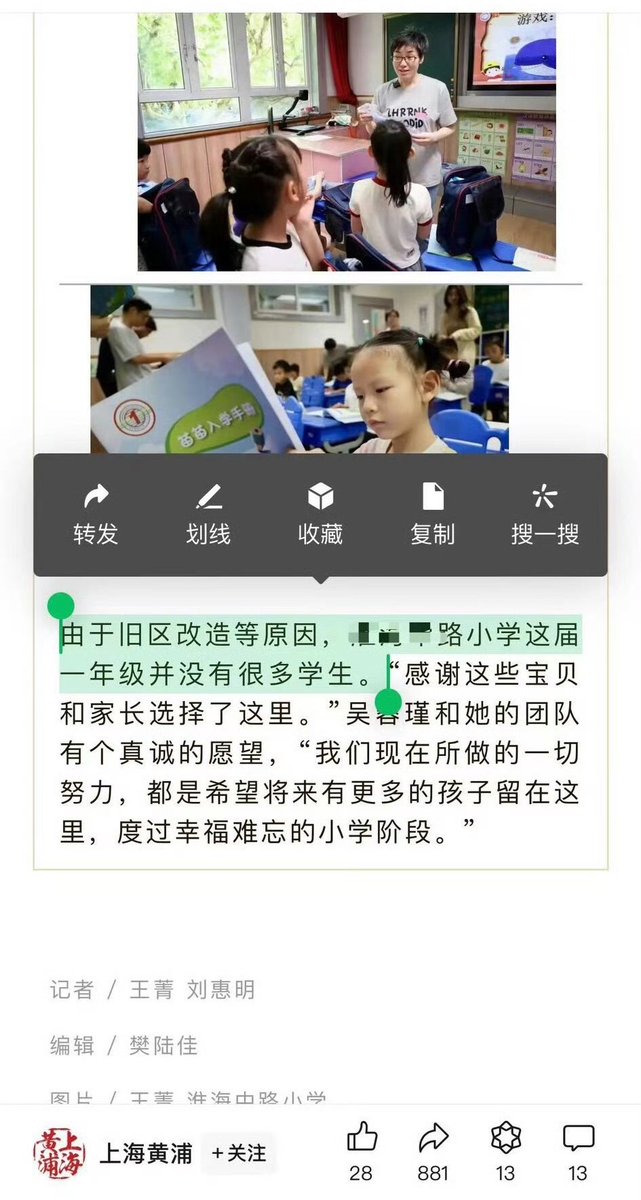 游戏:
苗苗入学手册
转发 划线 收藏 复制 搜一搜
由于旧区改造等原因，路小学这届
一年级并没有很多学生。“感谢这些宝贝
和家长选择了这里。”吴蓉瑾和她的团队
有个真诚的愿望，“我们现在所做的一切
努力，都是希望将来有更多的孩子留在这
里，度过幸福难忘的小学阶段。”
记者 / 王菁 刘惠明
编辑 / 樊陆佳
图片 / 王菁 淮海中路小学
上海黄浦
上海黄浦 +关注 28 881 13 13